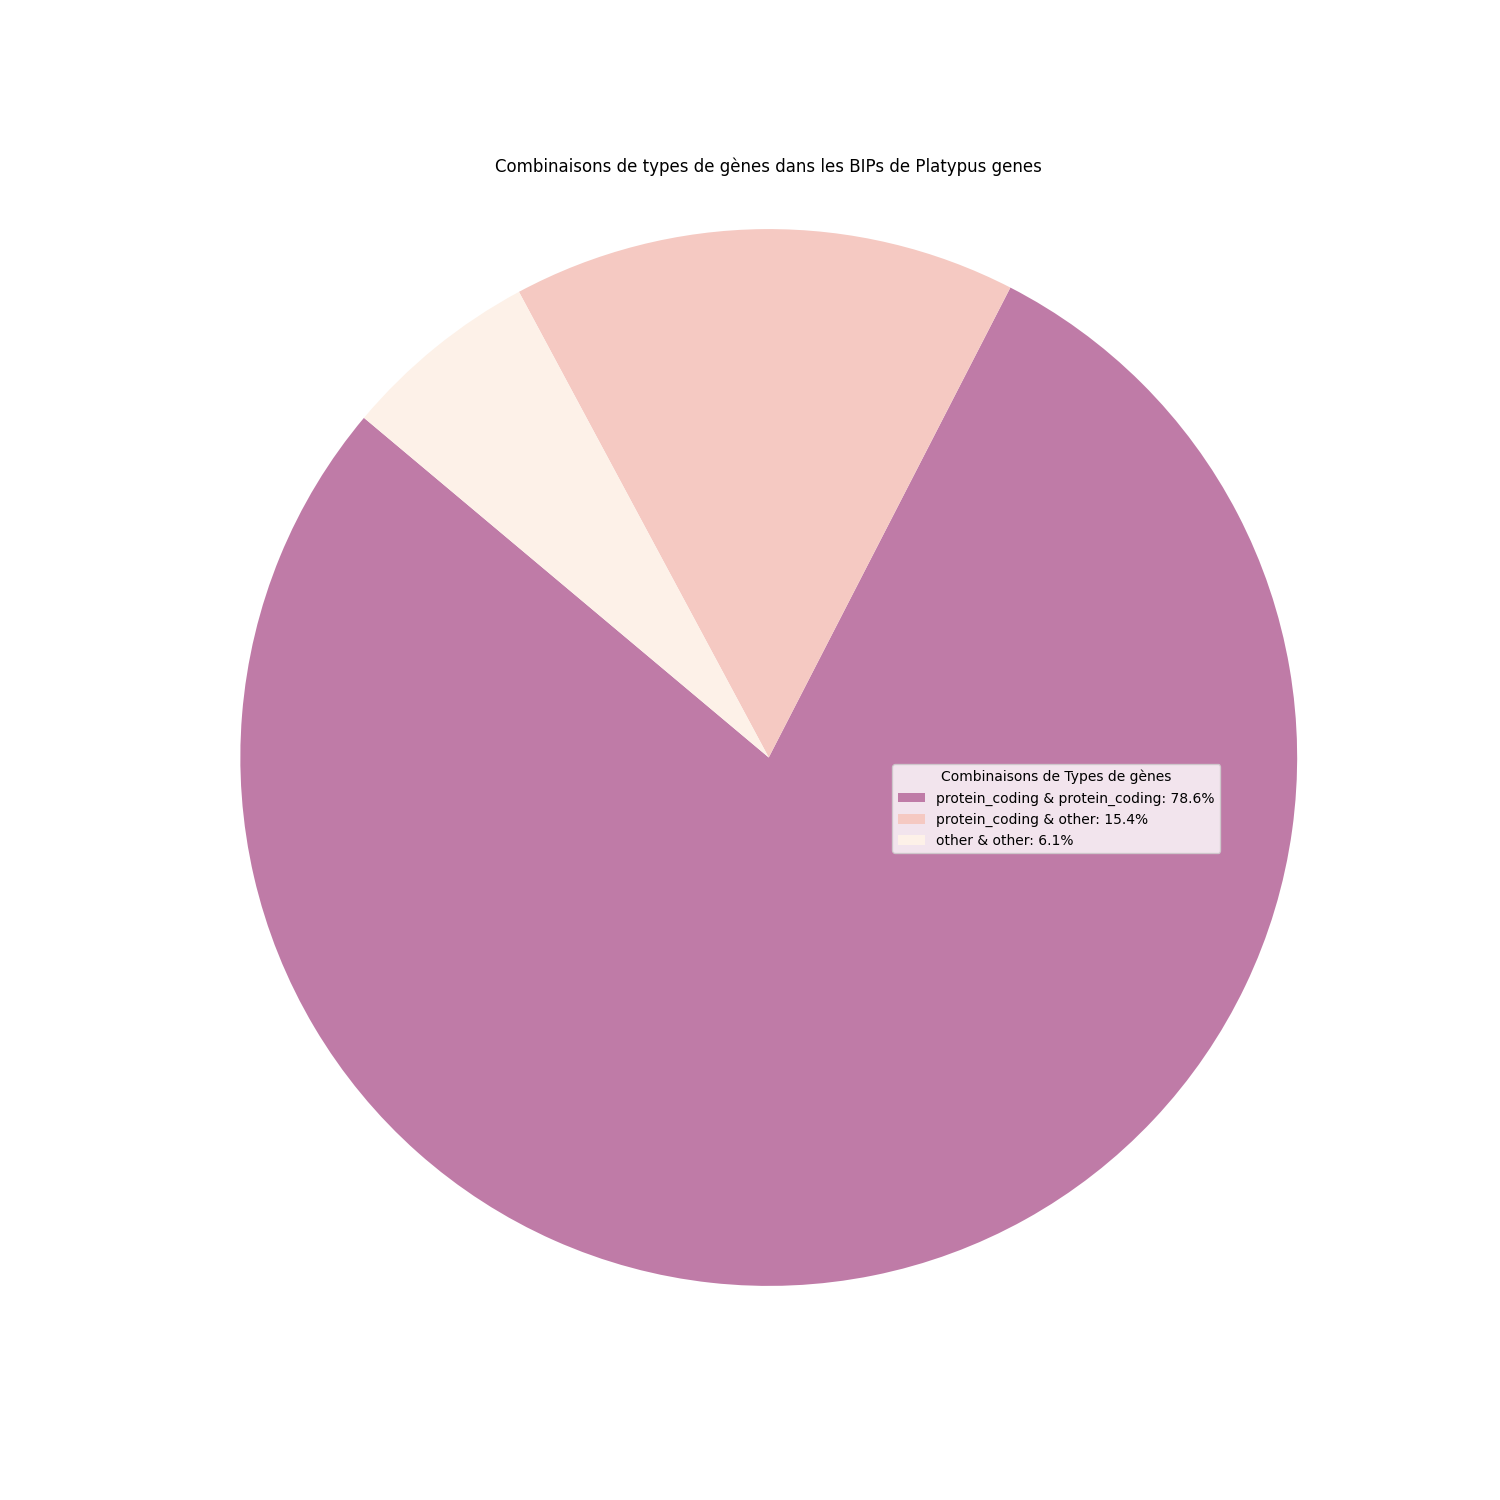 Combinaisons de types de gènes dans les BIPs de Platypus genes
Combinaisons de Types de gènes
protein_coding & protein_coding: 78.6%
protein_coding & other: 15.4%
other & other: 6.1%